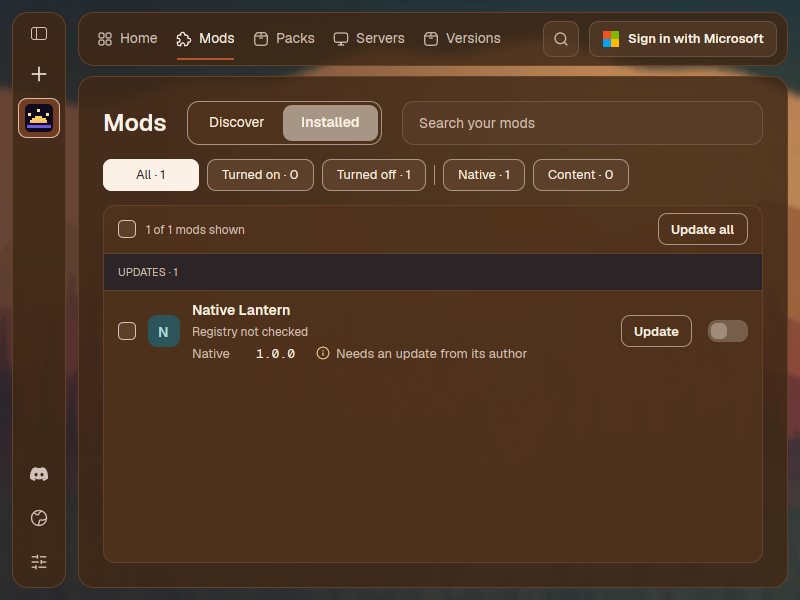 Home Mods Packs Servers Versions Sign in with Microsoft
Mods Discover Installed Search your mods
All · 1 Turned on · 0 Turned off · 1 Native · 1 Content · 0
1 of 1 mods shown Update all
UPDATES · 1
N Native Lantern
Registry not checked
Native 1.0.0 Needs an update from its author Update